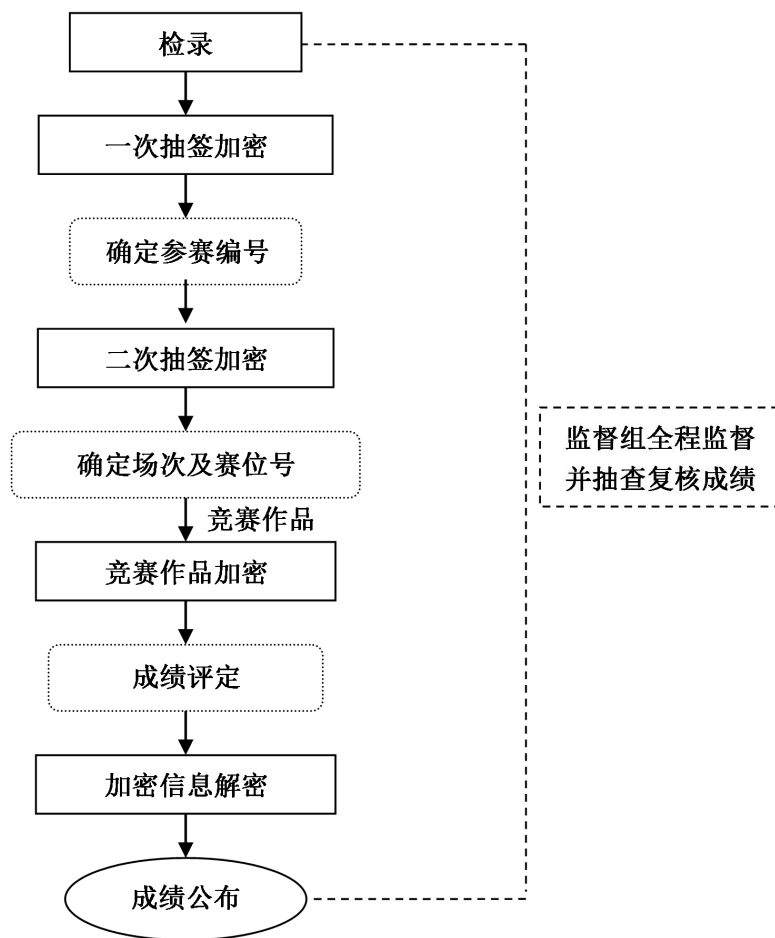 检录
一次抽签加密
确定参赛编号
二次抽签加密
确定场次及赛位号
竞赛作品
竞赛作品加密
成绩评定
加密信息解密
成绩公布
监督组全程监督
并抽查复核成绩